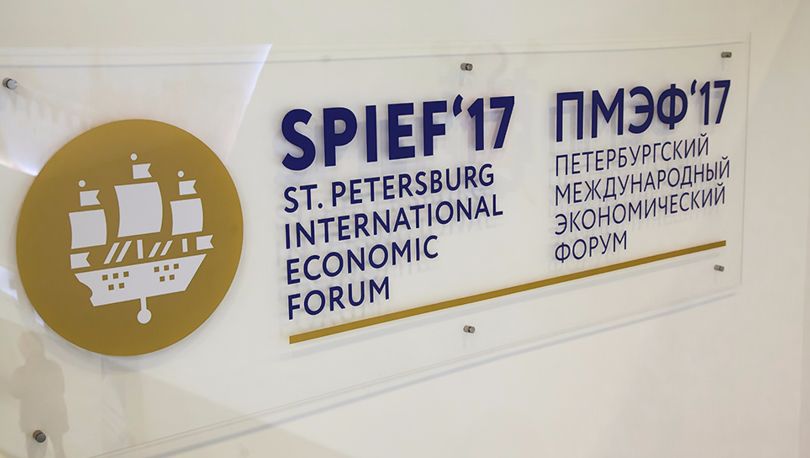 SPIEF‘17
ST. PETERSBURG
INTERNATIONAL
ECONOMIC
FORUM
ПМЭФ‘17
ПЕТЕРБУРГСКИЙ
МЕЖДУНАРОДНЫЙ
ЭКОНОМИЧЕСКИЙ
ФОРУМ